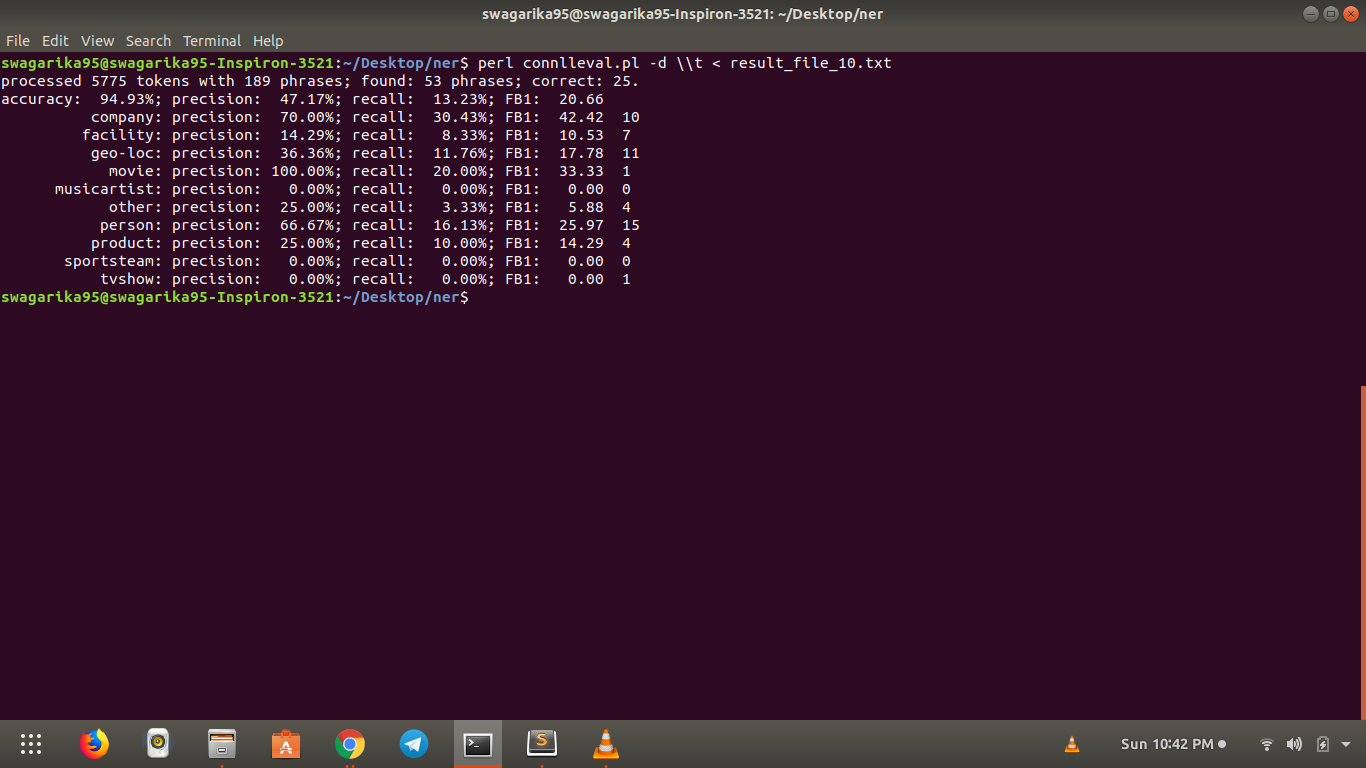 swagarika95@swagarika95-Inspiron-3521: ~/Desktop/ner
File Edit View Search Terminal Help
swagarika95@swagarika95-Inspiron-3521:~/Desktop/ner$ perl connlleval.pl -d \\t < result_file_10.txt
processed 5775 tokens with 189 phrases; found: 53 phrases; correct: 25.
accuracy:  94.93%; precision:  47.17%; recall:  13.23%; FB1:  20.66
          company: precision:  70.00%; recall:  30.43%; FB1:  42.42  10
         facility: precision:  14.29%; recall:   8.33%; FB1:  10.53  7
          geo-loc: precision:  36.36%; recall:  11.76%; FB1:  17.78  11
            movie: precision: 100.00%; recall:  20.00%; FB1:  33.33  1
      musicartist: precision:   0.00%; recall:   0.00%; FB1:   0.00  0
            other: precision:  25.00%; recall:   3.33%; FB1:   5.88  4
           person: precision:  66.67%; recall:  16.13%; FB1:  25.97  15
          product: precision:  25.00%; recall:  10.00%; FB1:  14.29  4
       sportsteam: precision:   0.00%; recall:   0.00%; FB1:   0.00  0
           tvshow: precision:   0.00%; recall:   0.00%; FB1:   0.00  1
swagarika95@swagarika95-Inspiron-3521:~/Desktop/ner$
Sun 10:42 PM